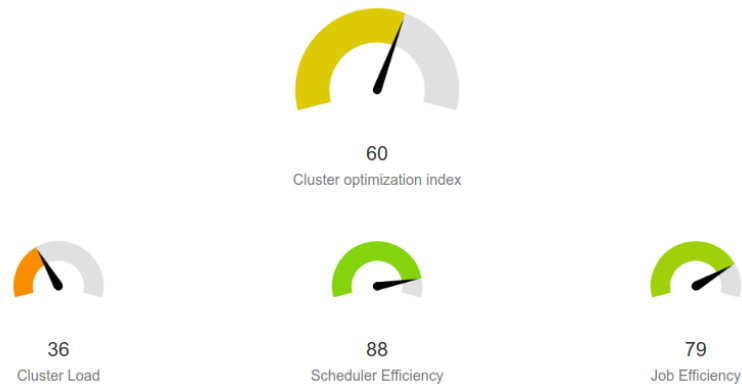 60
Cluster optimization index
36
Cluster Load
88
Scheduler Efficiency
79
Job Efficiency